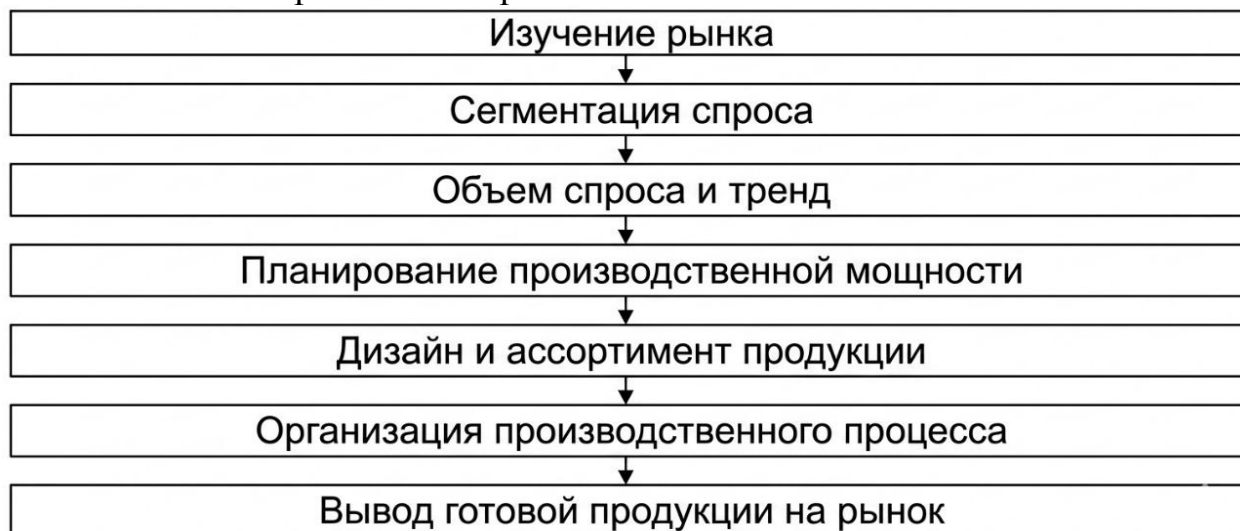 Изучение рынка
Сегментация спроса
Объем спроса и тренд
Планирование производственной мощности
Дизайн и ассортимент продукции
Организация производственного процесса
Вывод готовой продукции на рынок